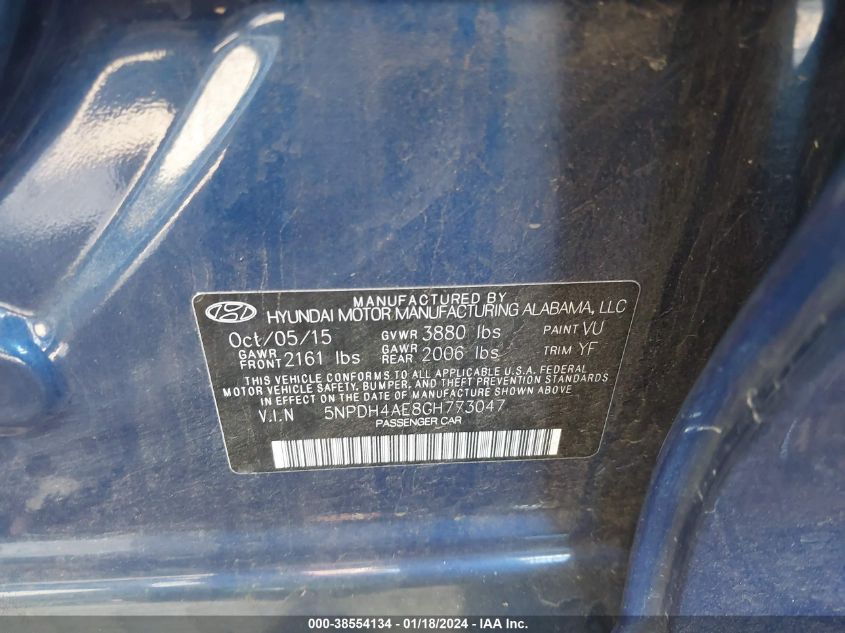 MANUFACTURED BY
HYUNDAI MOTOR MANUFACTURING ALABAMA, LLC
Oct/05/15 GVWR 3880 lbs PAINT VU
GAWR FRONT 2161 lbs GAWR REAR 2006 lbs TRIM YF
THIS VEHICLE CONFORMS TO ALL APPLICABLE U.S.A. FEDERAL
MOTOR VEHICLE SAFETY, BUMPER, AND THEFT PREVENTION STANDARDS
IN EFFECT ON THE DATE OF MANUFACTURE SHOWN ABOVE
V.I.N 5NPDH4AE8GH773047
PASSENGER CAR
000-38554134 - 01/18/2024 - IAA Inc.